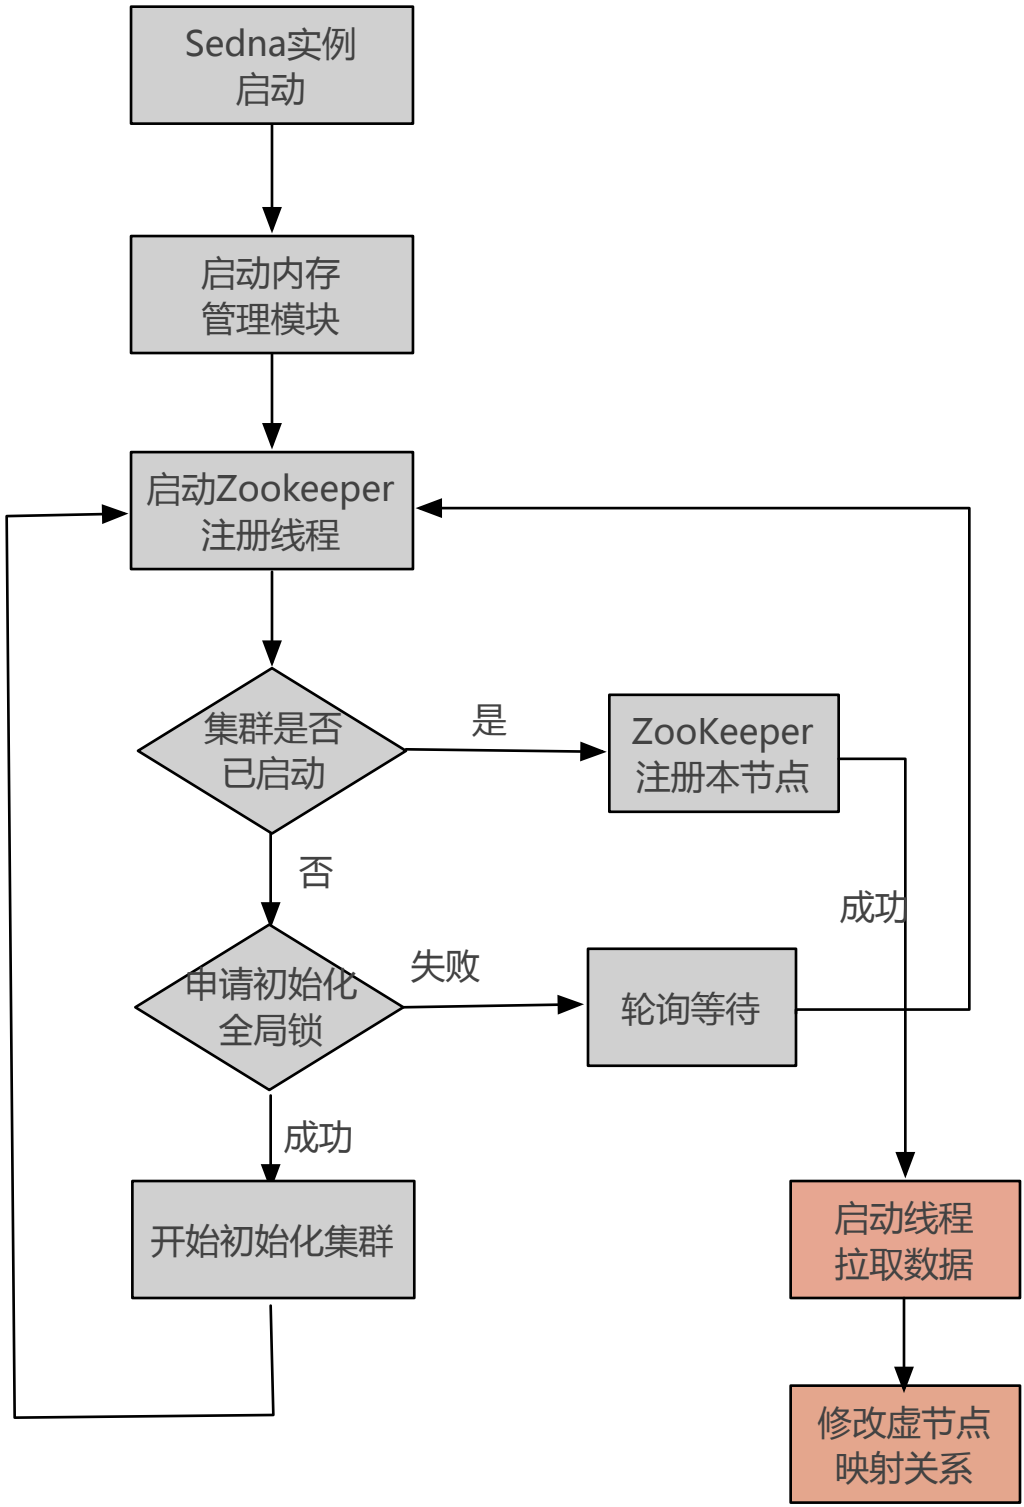 Sedna实例
启动
启动内存
管理模块
启动Zookeeper
注册线程
集群是否
已启动
是
ZooKeeper
注册本节点
否
成功
申请初始化
全局锁
失败
轮询等待
成功
开始初始化集群
启动线程
拉取数据
修改虚节点
映射关系